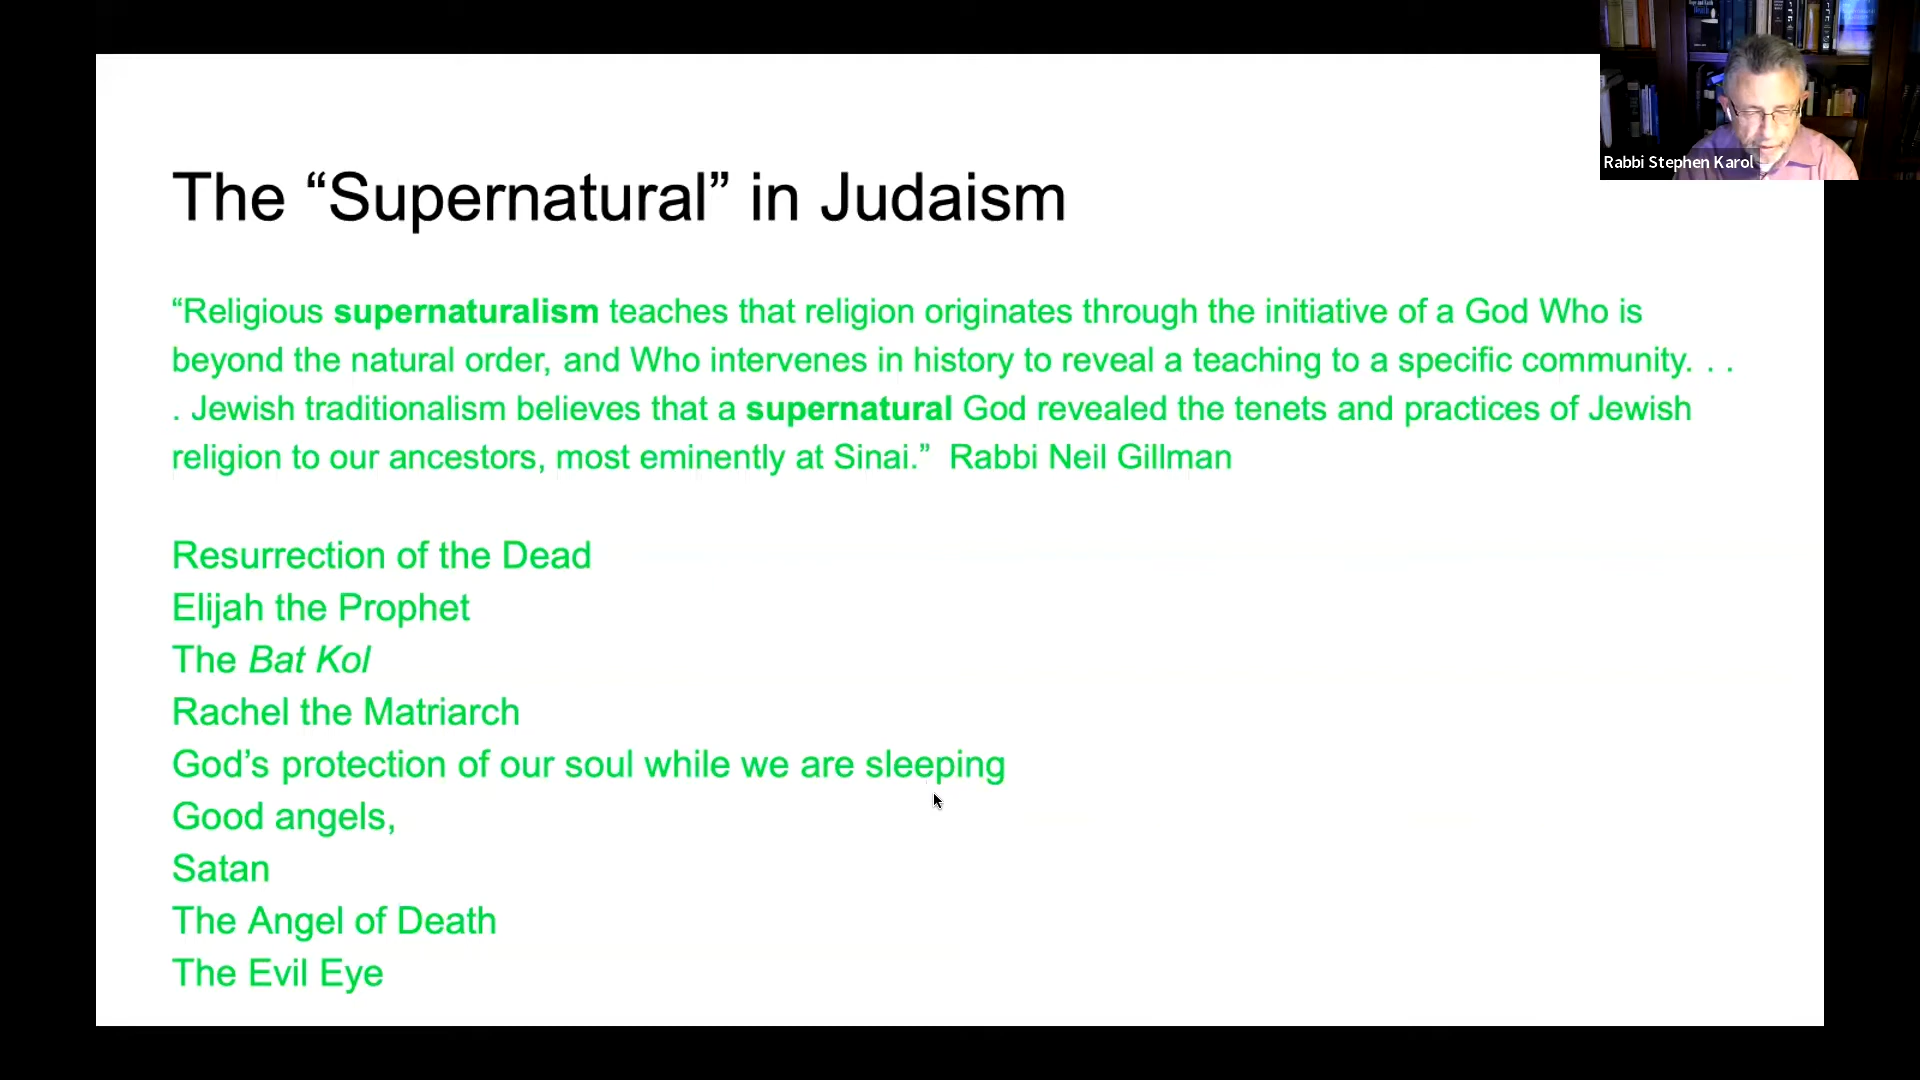 Rabbi Stephen Karol
The “Supernatural” in Judaism
“Religious supernaturalism teaches that religion originates through the initiative of a God Who is
beyond the natural order, and Who intervenes in history to reveal a teaching to a specific community. . .
. Jewish traditionalism believes that a supernatural God revealed the tenets and practices of Jewish
religion to our ancestors, most eminently at Sinai.”  Rabbi Neil Gillman
Resurrection of the Dead
Elijah the Prophet
The Bat Kol
Rachel the Matriarch
God’s protection of our soul while we are sleeping
Good angels,
Satan
The Angel of Death
The Evil Eye